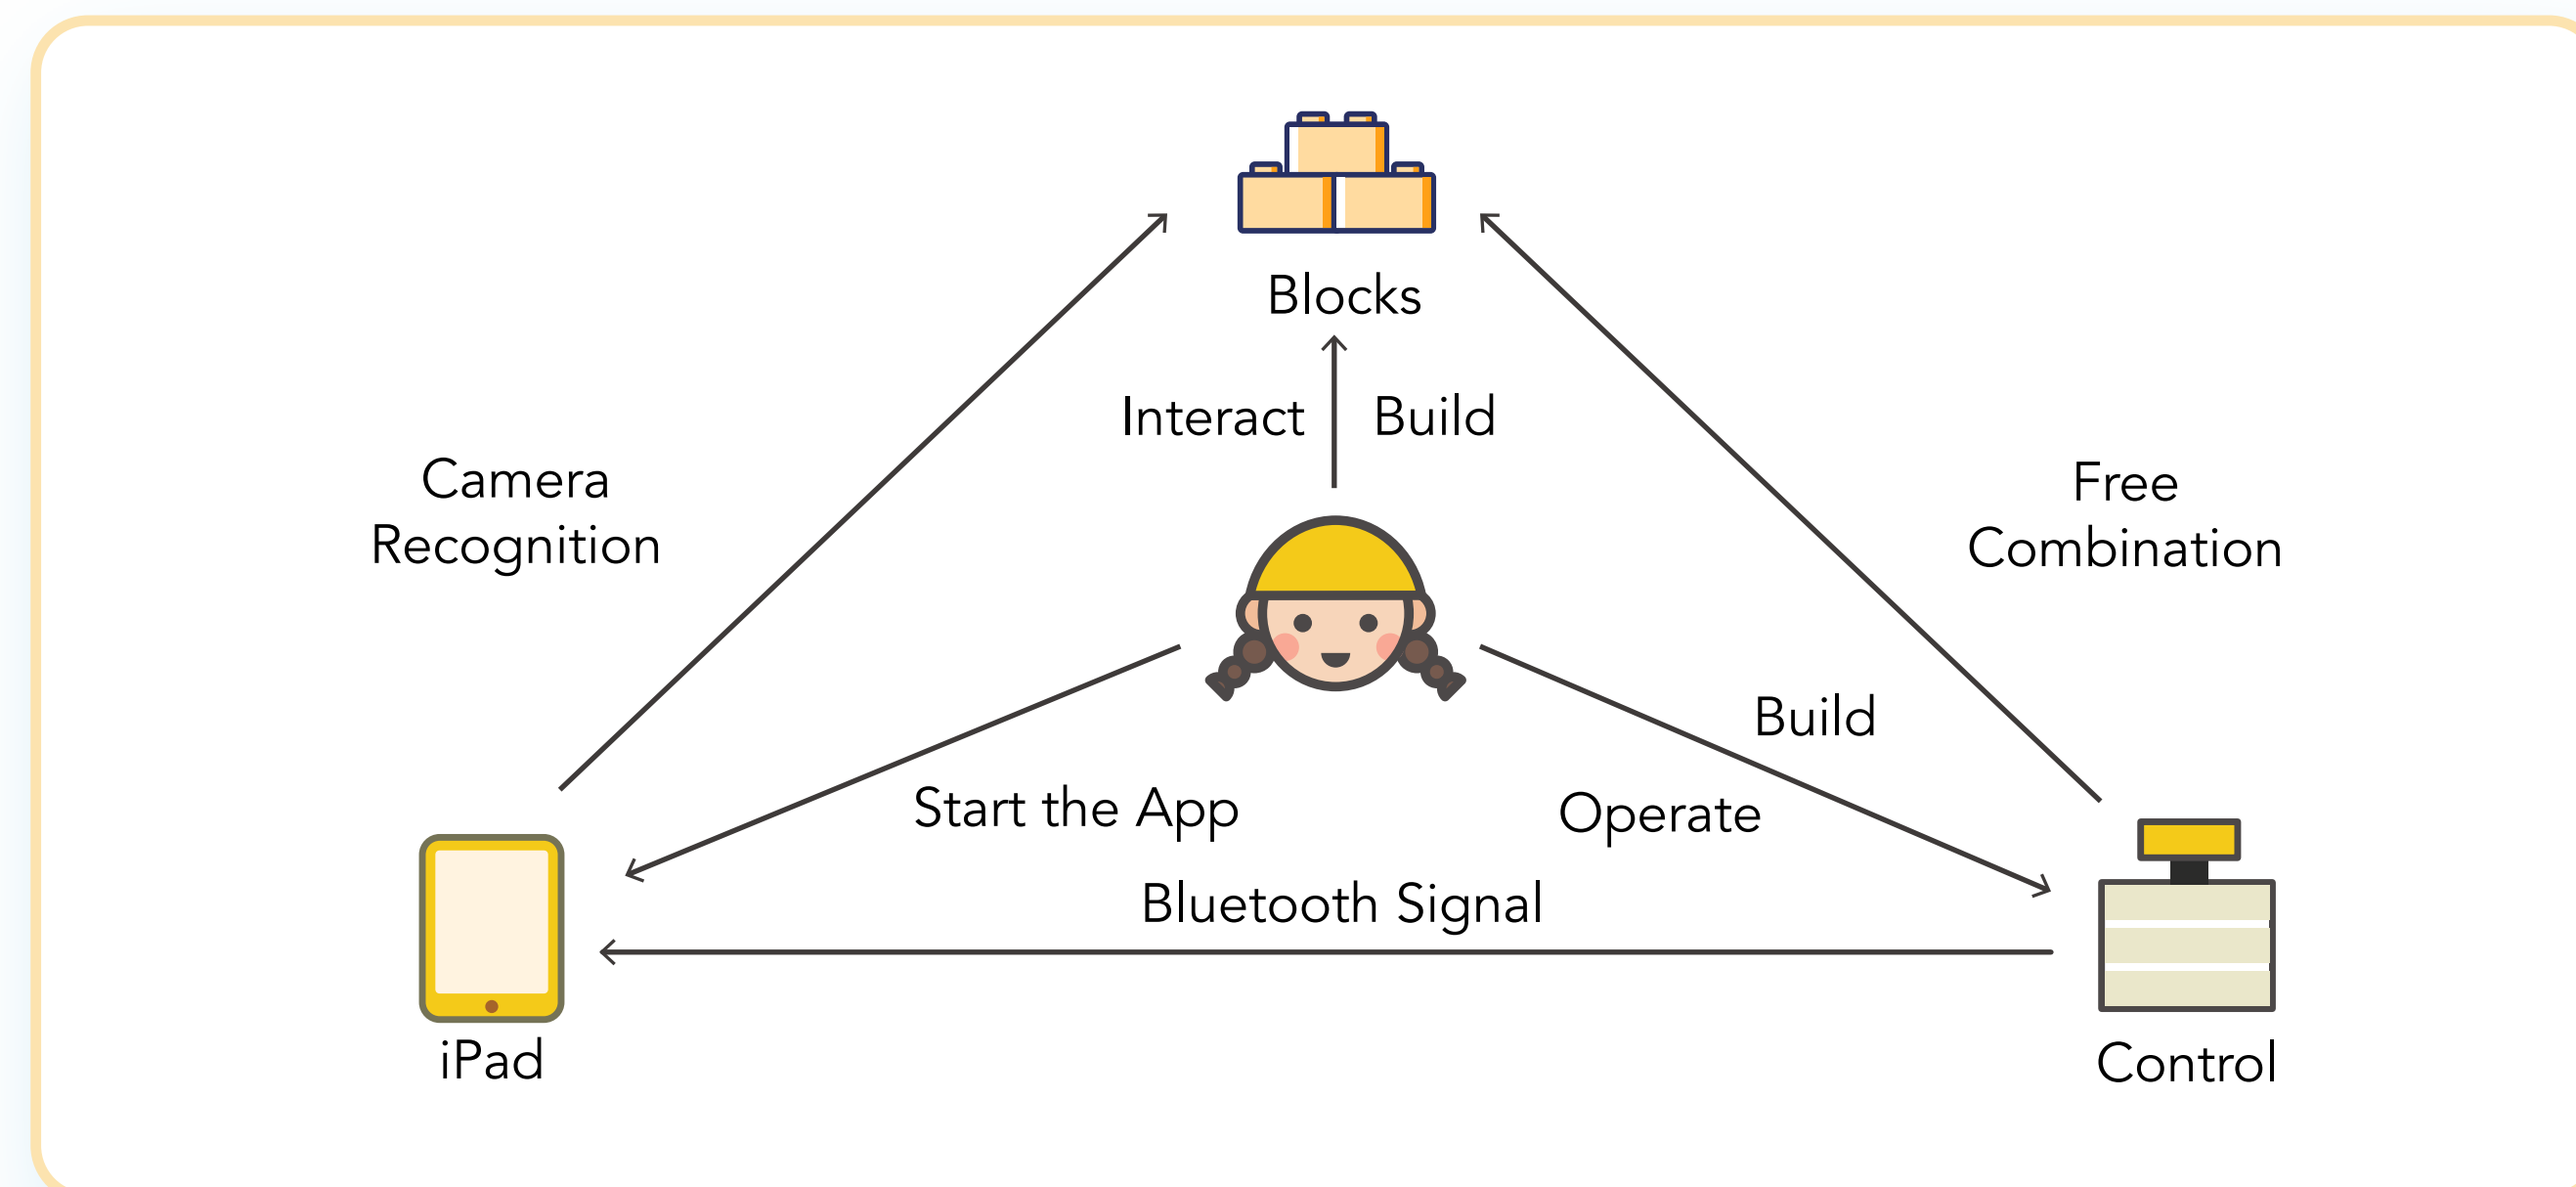 Blocks
Interact
Build
Camera
Recognition
Free
Combination
Build
Start the App
Operate
Bluetooth Signal
iPad
Control